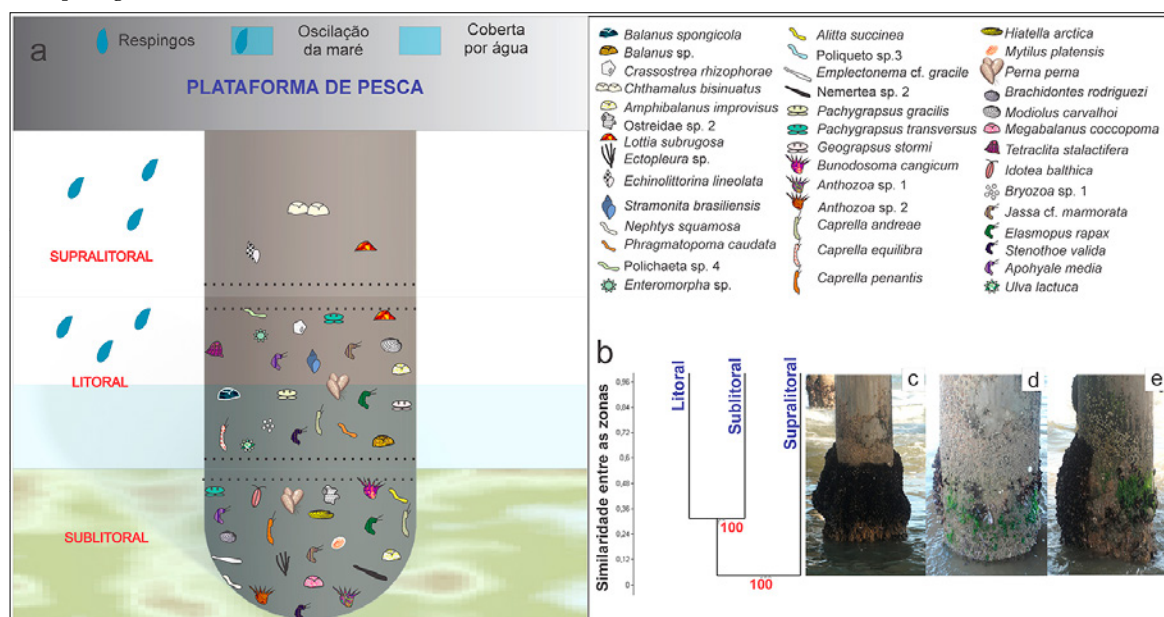 a
Respingos
Oscilação
da maré
Coberta
por água
PLATAFORMA DE PESCA
SUPRALITORAL
LITORAL
SUBLITORAL
Balanus spongicola
Balanus sp.
Crassostrea rhizophorae
Chthamalus bisinuatus
Amphibalanus improvisus
Ostreidae sp. 2
Lottia subrugosa
Ectopleura sp.
Echinolittorina lineolata
Stramonita brasiliensis
Nephtys squamosa
Phragmatopoma caudata
Polichaeta sp. 4
Enteromorpha sp.
Alitta succinea
Poliqueto sp.3
Emplectonema cf. gracile
Nemertea sp. 2
Pachygrapsus gracilis
Pachygrapsus transversus
Geograpsus stormi
Bunodosoma cangicum
Anthozoa sp. 1
Anthozoa sp. 2
Caprella andreae
Caprella equilibra
Caprella penantis
Hiatella arctica
Mytilus platensis
Perna perna
Brachidontes rodriguezi
Modiolus carvalhoi
Megabalanus coccopoma
Tetraclita stalactifera
Idotea balthica
Bryozoa sp. 1
Jassa cf. marmorata
Elasmopus rapax
Stenothoe valida
Apohyale media
Ulva lactuca
b
Similaridade entre as zonas
0,96
0,84
0,72
0,6
0,48
0,36
0,24
0,12
0
Litoral
Sublitoral
Supralitoral
100
100
c
d
e